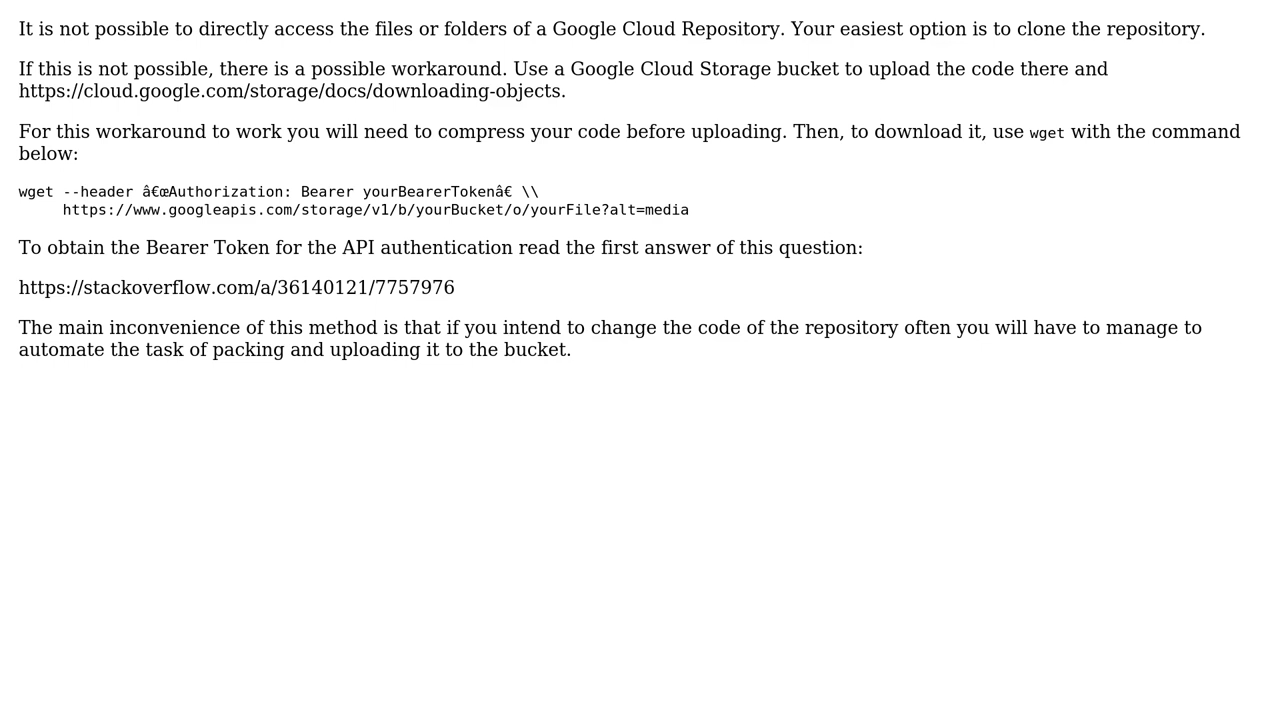 It is not possible to directly access the files or folders of a Google Cloud Repository. Your easiest option is to clone the repository.
If this is not possible, there is a possible workaround. Use a Google Cloud Storage bucket to upload the code there and
https://cloud.google.com/storage/docs/downloading-objects.
For this workaround to work you will need to compress your code before uploading. Then, to download it, use wget with the command
below:
wget --header â€œAuthorization: Bearer yourBearerTokenâ€ \\
     https://www.googleapis.com/storage/v1/b/yourBucket/o/yourFile?alt=media
To obtain the Bearer Token for the API authentication read the first answer of this question:
https://stackoverflow.com/a/36140121/7757976
The main inconvenience of this method is that if you intend to change the code of the repository often you will have to manage to
automate the task of packing and uploading it to the bucket.